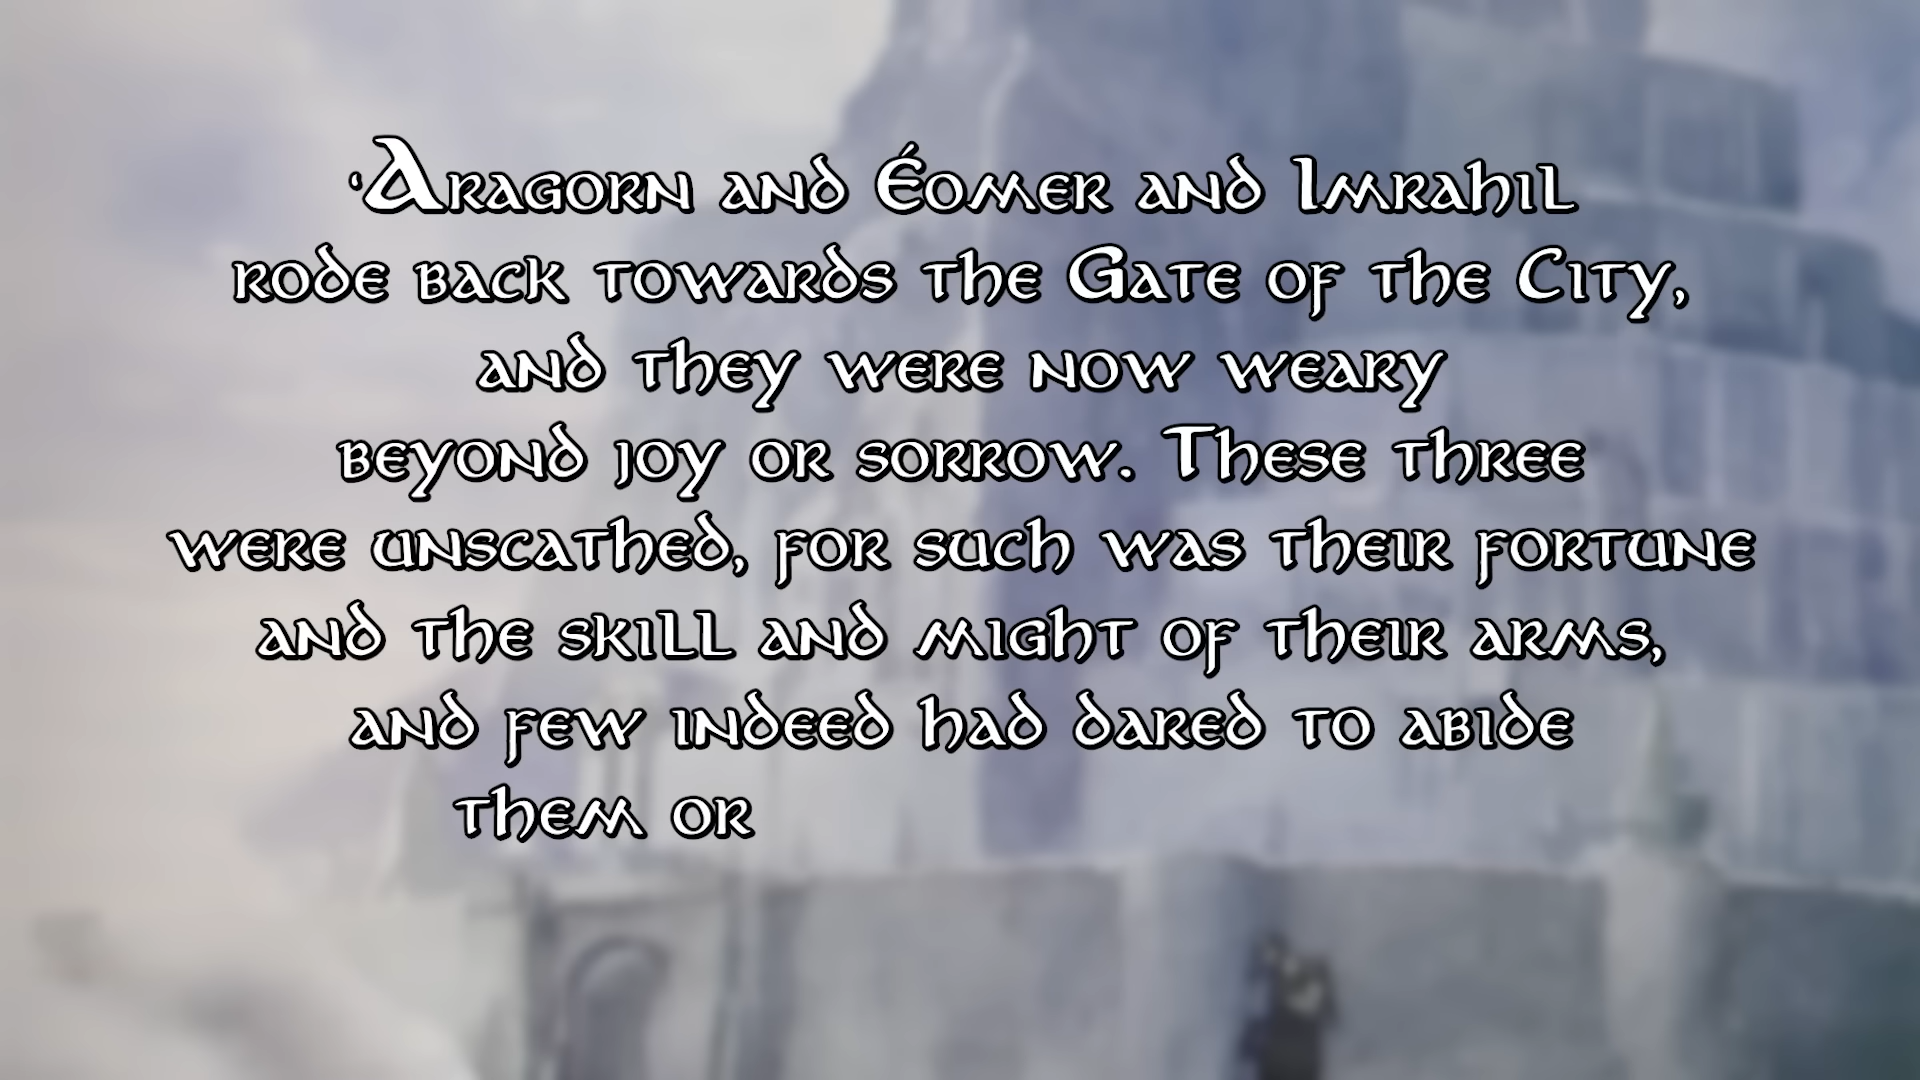 ‘Aragorn and Éomer and Imrahil
rode back towards the Gate of the City,
and they were now weary
beyond joy or sorrow. These three
were unscathed, for such was their fortune
and the skill and might of their arms,
and few indeed had dared to abide
them or